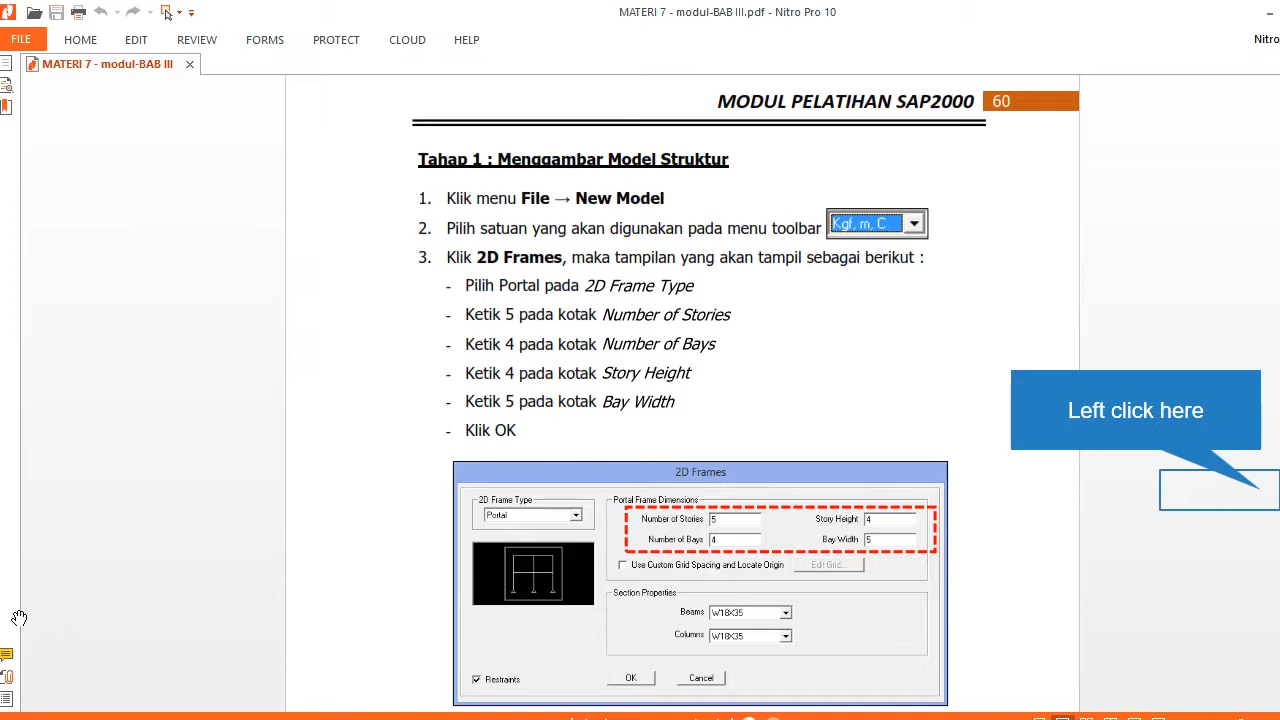 MATERI 7 - modul-BAB III.pdf - Nitro Pro 10
FILE HOME EDIT REVIEW FORMS PROTECT CLOUD HELP Nitro
MATERI 7 - modul-BAB III
MODUL PELATIHAN SAP2000 60
Tahap 1 : Menggambar Model Struktur
1. Klik menu File → New Model
2. Pilih satuan yang akan digunakan pada menu toolbar Kgf, m, C
3. Klik 2D Frames, maka tampilan yang akan tampil sebagai berikut :
- Pilih Portal pada 2D Frame Type
- Ketik 5 pada kotak Number of Stories
- Ketik 4 pada kotak Number of Bays
- Ketik 4 pada kotak Story Height
- Ketik 5 pada kotak Bay Width
- Klik OK
Left click here
2D Frames
2D Frame Type
Portal
Portal Frame Dimensions
Number of Stories 5 Story Height 4
Number of Bays 4 Bay Width 5
Use Custom Grid Spacing and Locate Origin Edit Grid...
Section Properties
Beams W18X35
Columns W18X35
Restraints OK Cancel